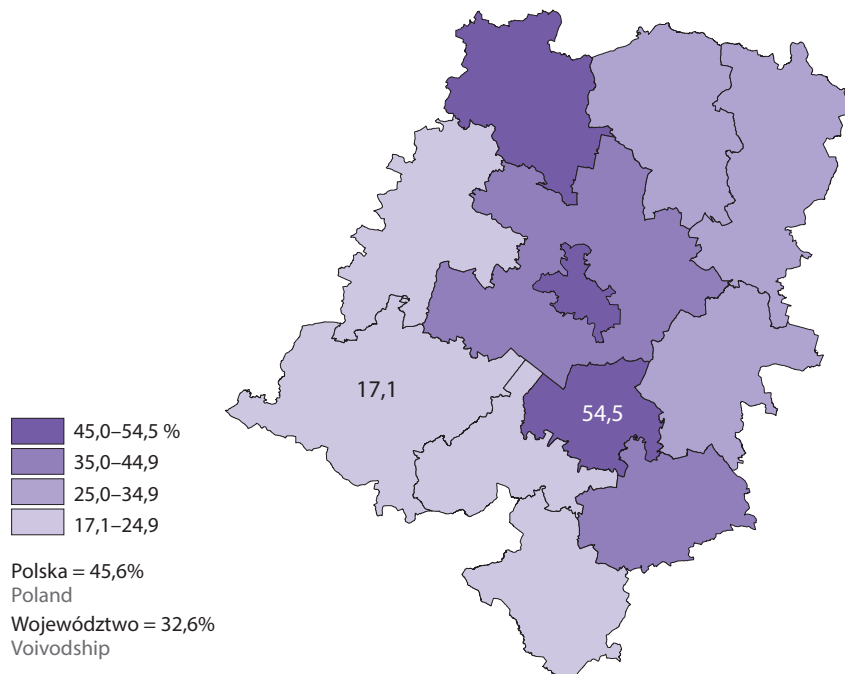 17,1
54,5
45,0–54,5 %
35,0–44,9
25,0–34,9
17,1–24,9
Polska = 45,6%
Poland
Województwo = 32,6%
Voivodship